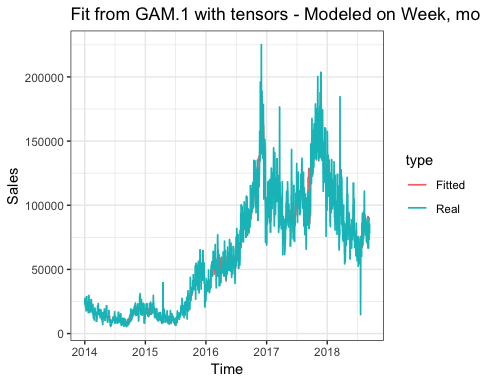 Fit from GAM.1 with tensors - Modeled on Week, mo
200000
150000
100000
50000
0
Sales
2014 2015 2016 2017 2018
Time
type
Fitted
Real